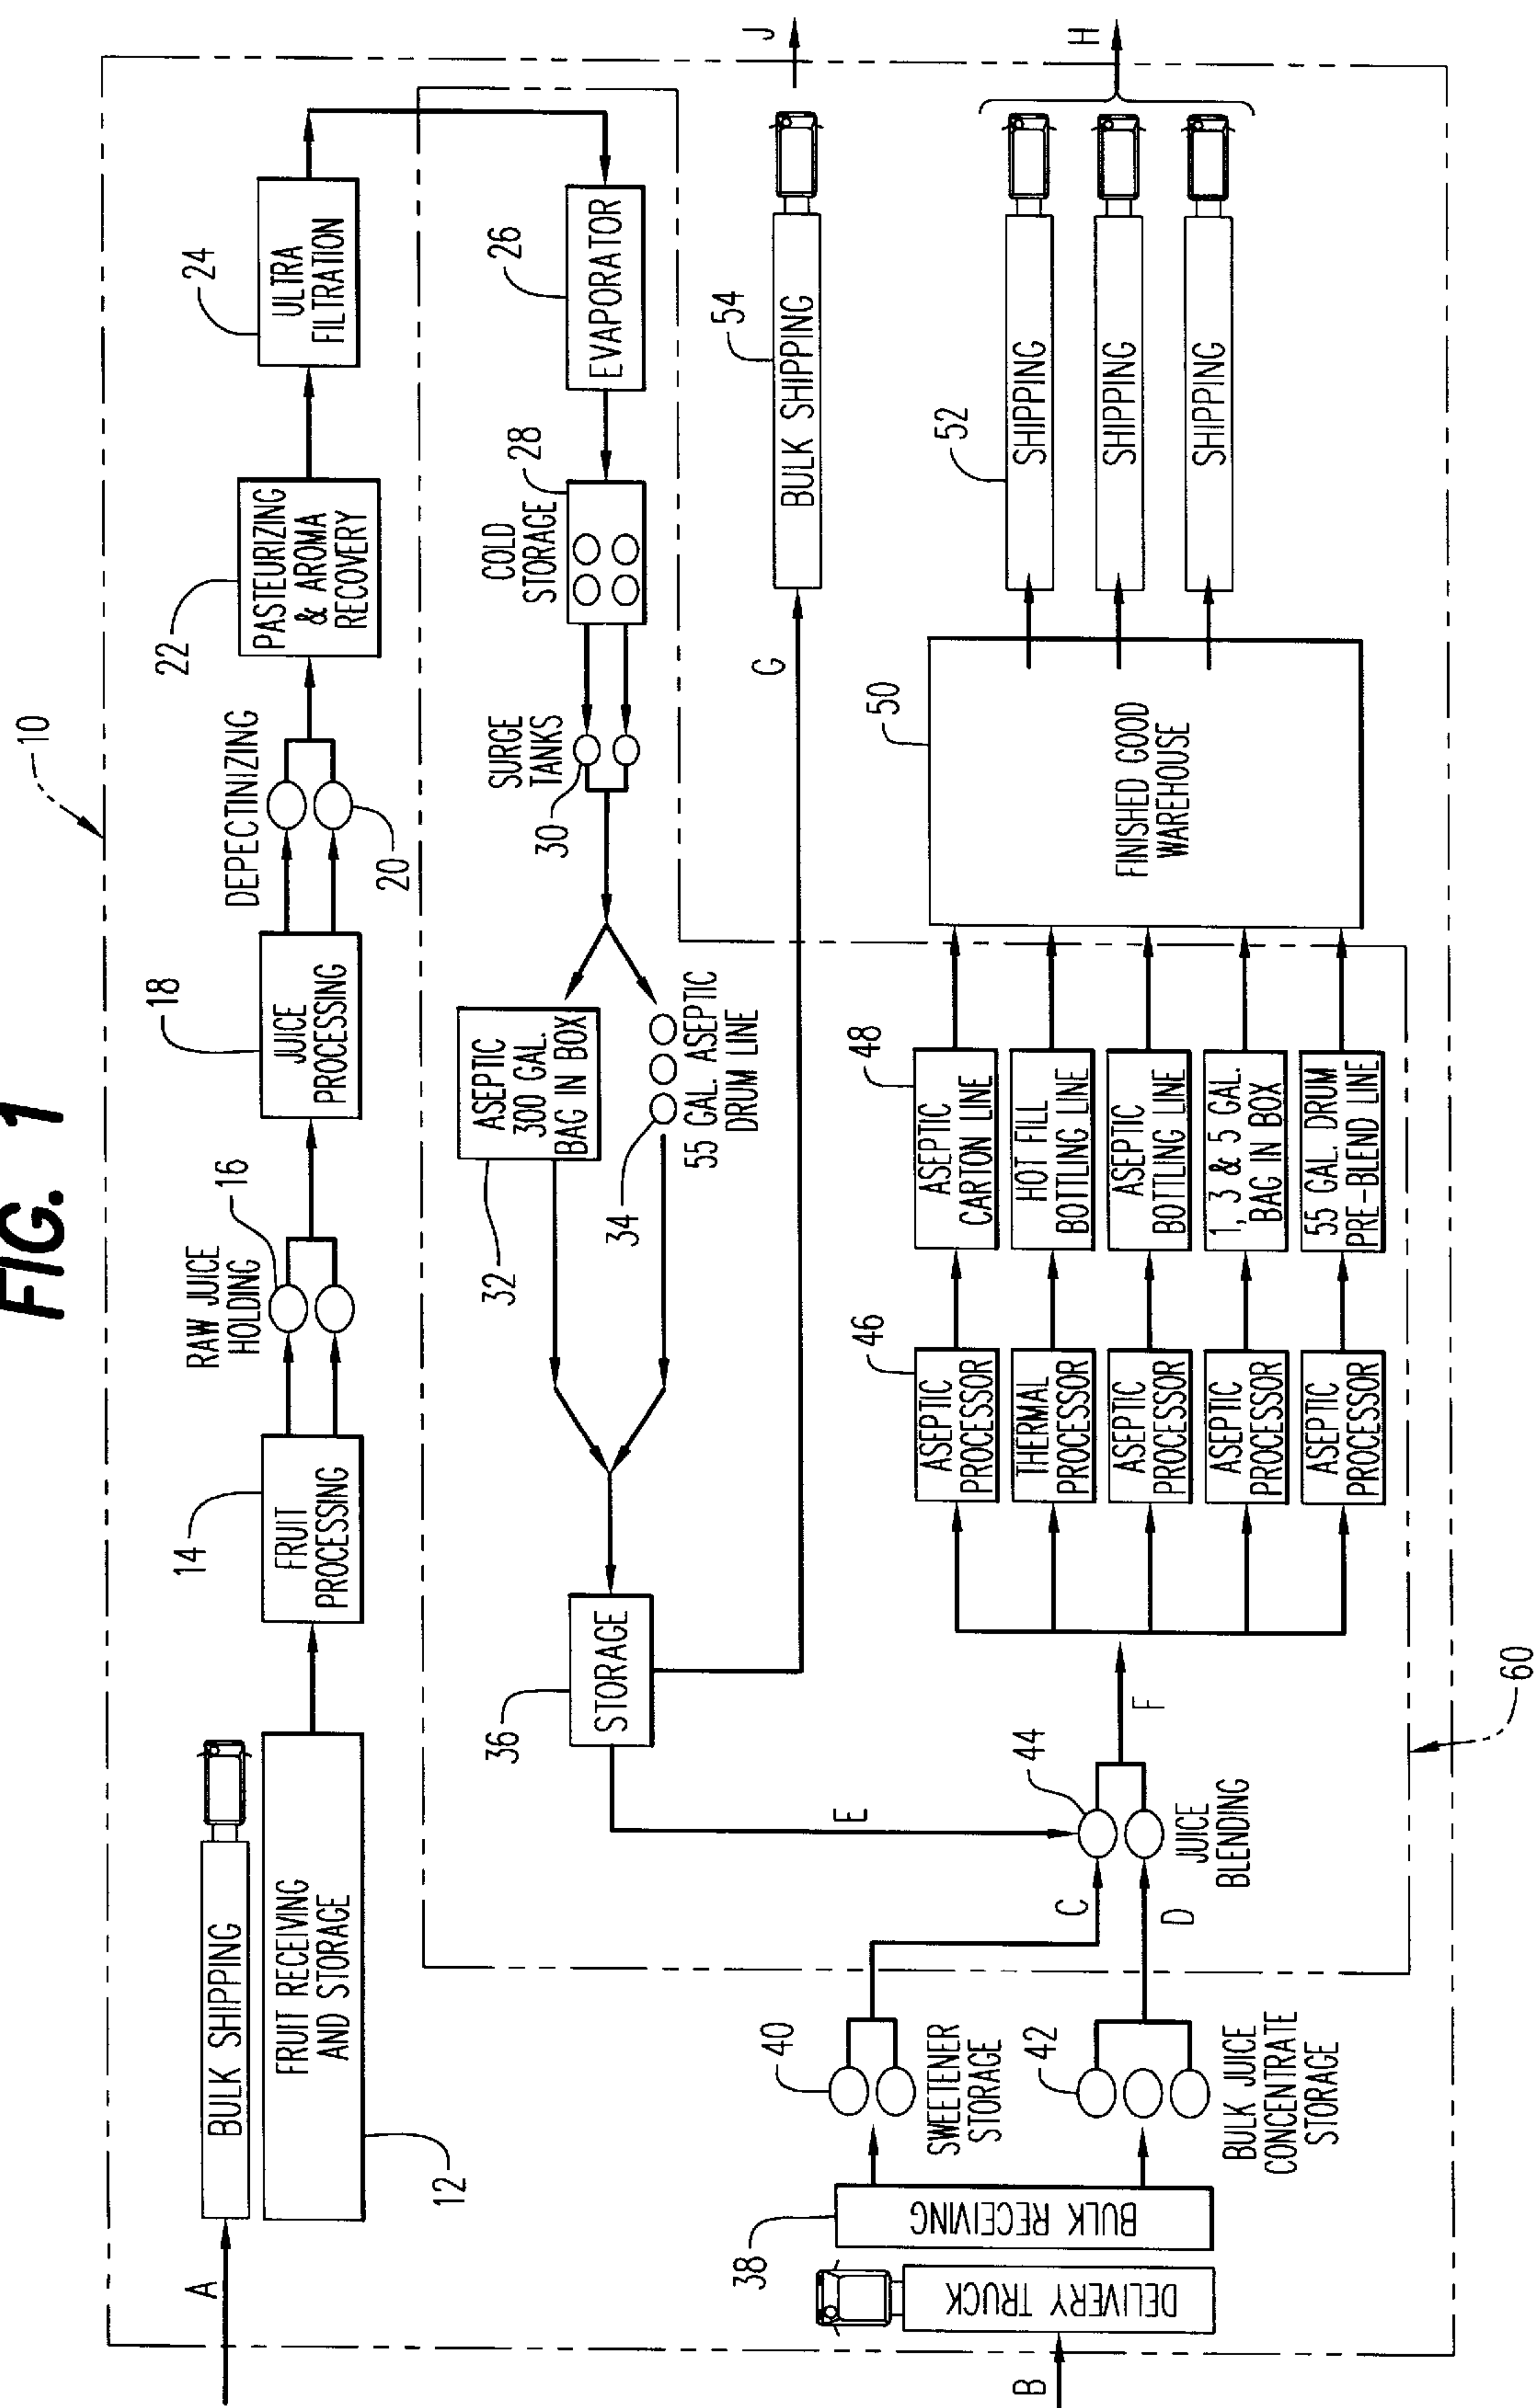 FIG. 1
10
A
BULK SHIPPING
FRUIT RECEIVING
AND STORAGE
12
14
FRUIT
PROCESSING
RAW JUICE
HOLDING
16
18
JUICE
PROCESSING
DEPECTINIZING
20
22
PASTEURIZING
& AROMA
RECOVERY
24
ULTRA
FILTRATION
26
EVAPORATOR
28
COLD
STORAGE
SURGE
TANKS
30
ASEPTIC
300 GAL.
BAG IN BOX
32
34
55 GAL. ASEPTIC
DRUM LINE
36
STORAGE
G
54
BULK SHIPPING
J
E
B
DELIVERY TRUCK
38
BULK RECEIVING
40
SWEETENER
STORAGE
42
BULK JUICE
CONCENTRATE
STORAGE
C
D
44
JUICE
BLENDING
F
46
ASEPTIC
PROCESSOR
THERMAL
PROCESSOR
ASEPTIC
PROCESSOR
ASEPTIC
PROCESSOR
ASEPTIC
PROCESSOR
48
ASEPTIC
CARTON LINE
HOT FILL
BOTTLING LINE
ASEPTIC
BOTTLING LINE
1, 3 & 5 GAL.
BAG IN BOX
55 GAL. DRUM
PRE-BLEND LINE
50
FINISHED GOOD
WAREHOUSE
52
SHIPPING
SHIPPING
SHIPPING
H
60